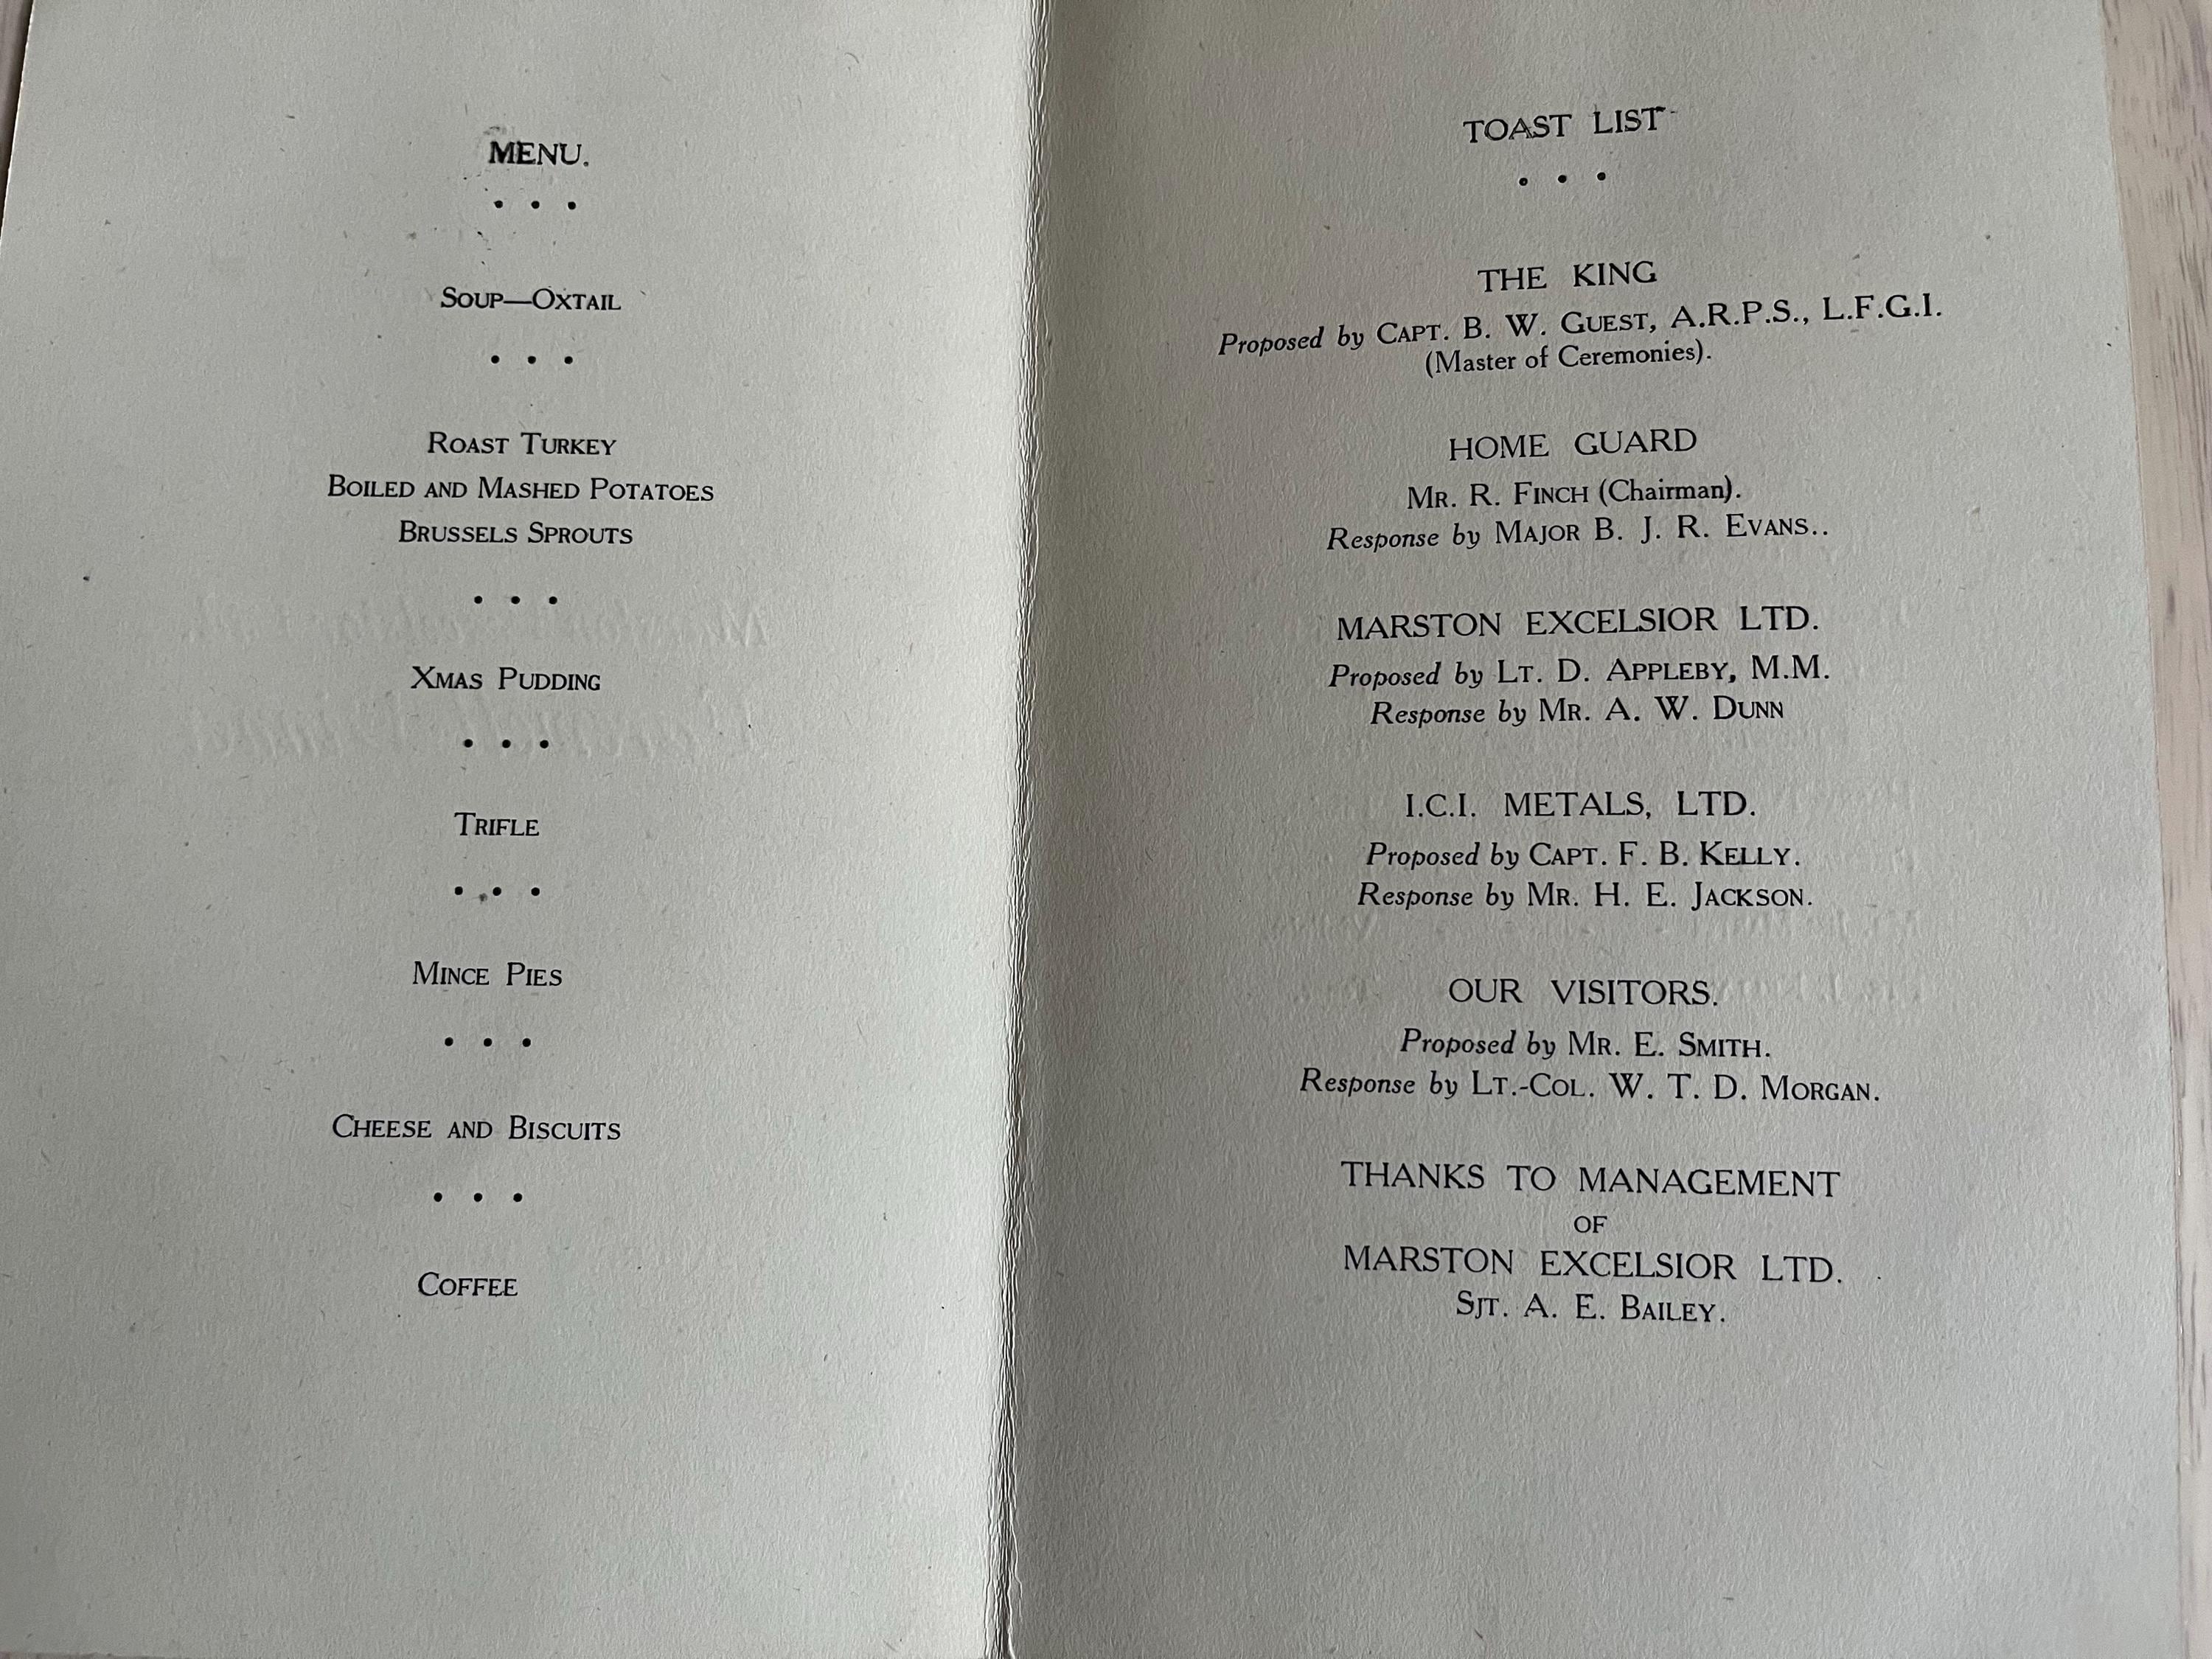 MENU.
SOUP—OXTAIL
ROAST TURKEY
BOILED AND MASHED POTATOES
BRUSSELS SPROUTS
XMAS PUDDING
TRIFLE
MINCE PIES
CHEESE AND BISCUITS
COFFEE
TOAST LIST
THE KING
Proposed by CAPT. B. W. GUEST, A.R.P.S., L.F.G.I.
(Master of Ceremonies).
HOME GUARD
MR. R. FINCH (Chairman).
Response by MAJOR B. J. R. EVANS..
MARSTON EXCELSIOR LTD.
Proposed by LT. D. APPLEBY, M.M.
Response by MR. A. W. DUNN
I.C.I. METALS, LTD.
Proposed by CAPT. F. B. KELLY.
Response by MR. H. E. JACKSON.
OUR VISITORS.
Proposed by MR. E. SMITH.
Response by LT.-COL. W. T. D. MORGAN.
THANKS TO MANAGEMENT
OF
MARSTON EXCELSIOR LTD.
SJT. A. E. BAILEY.